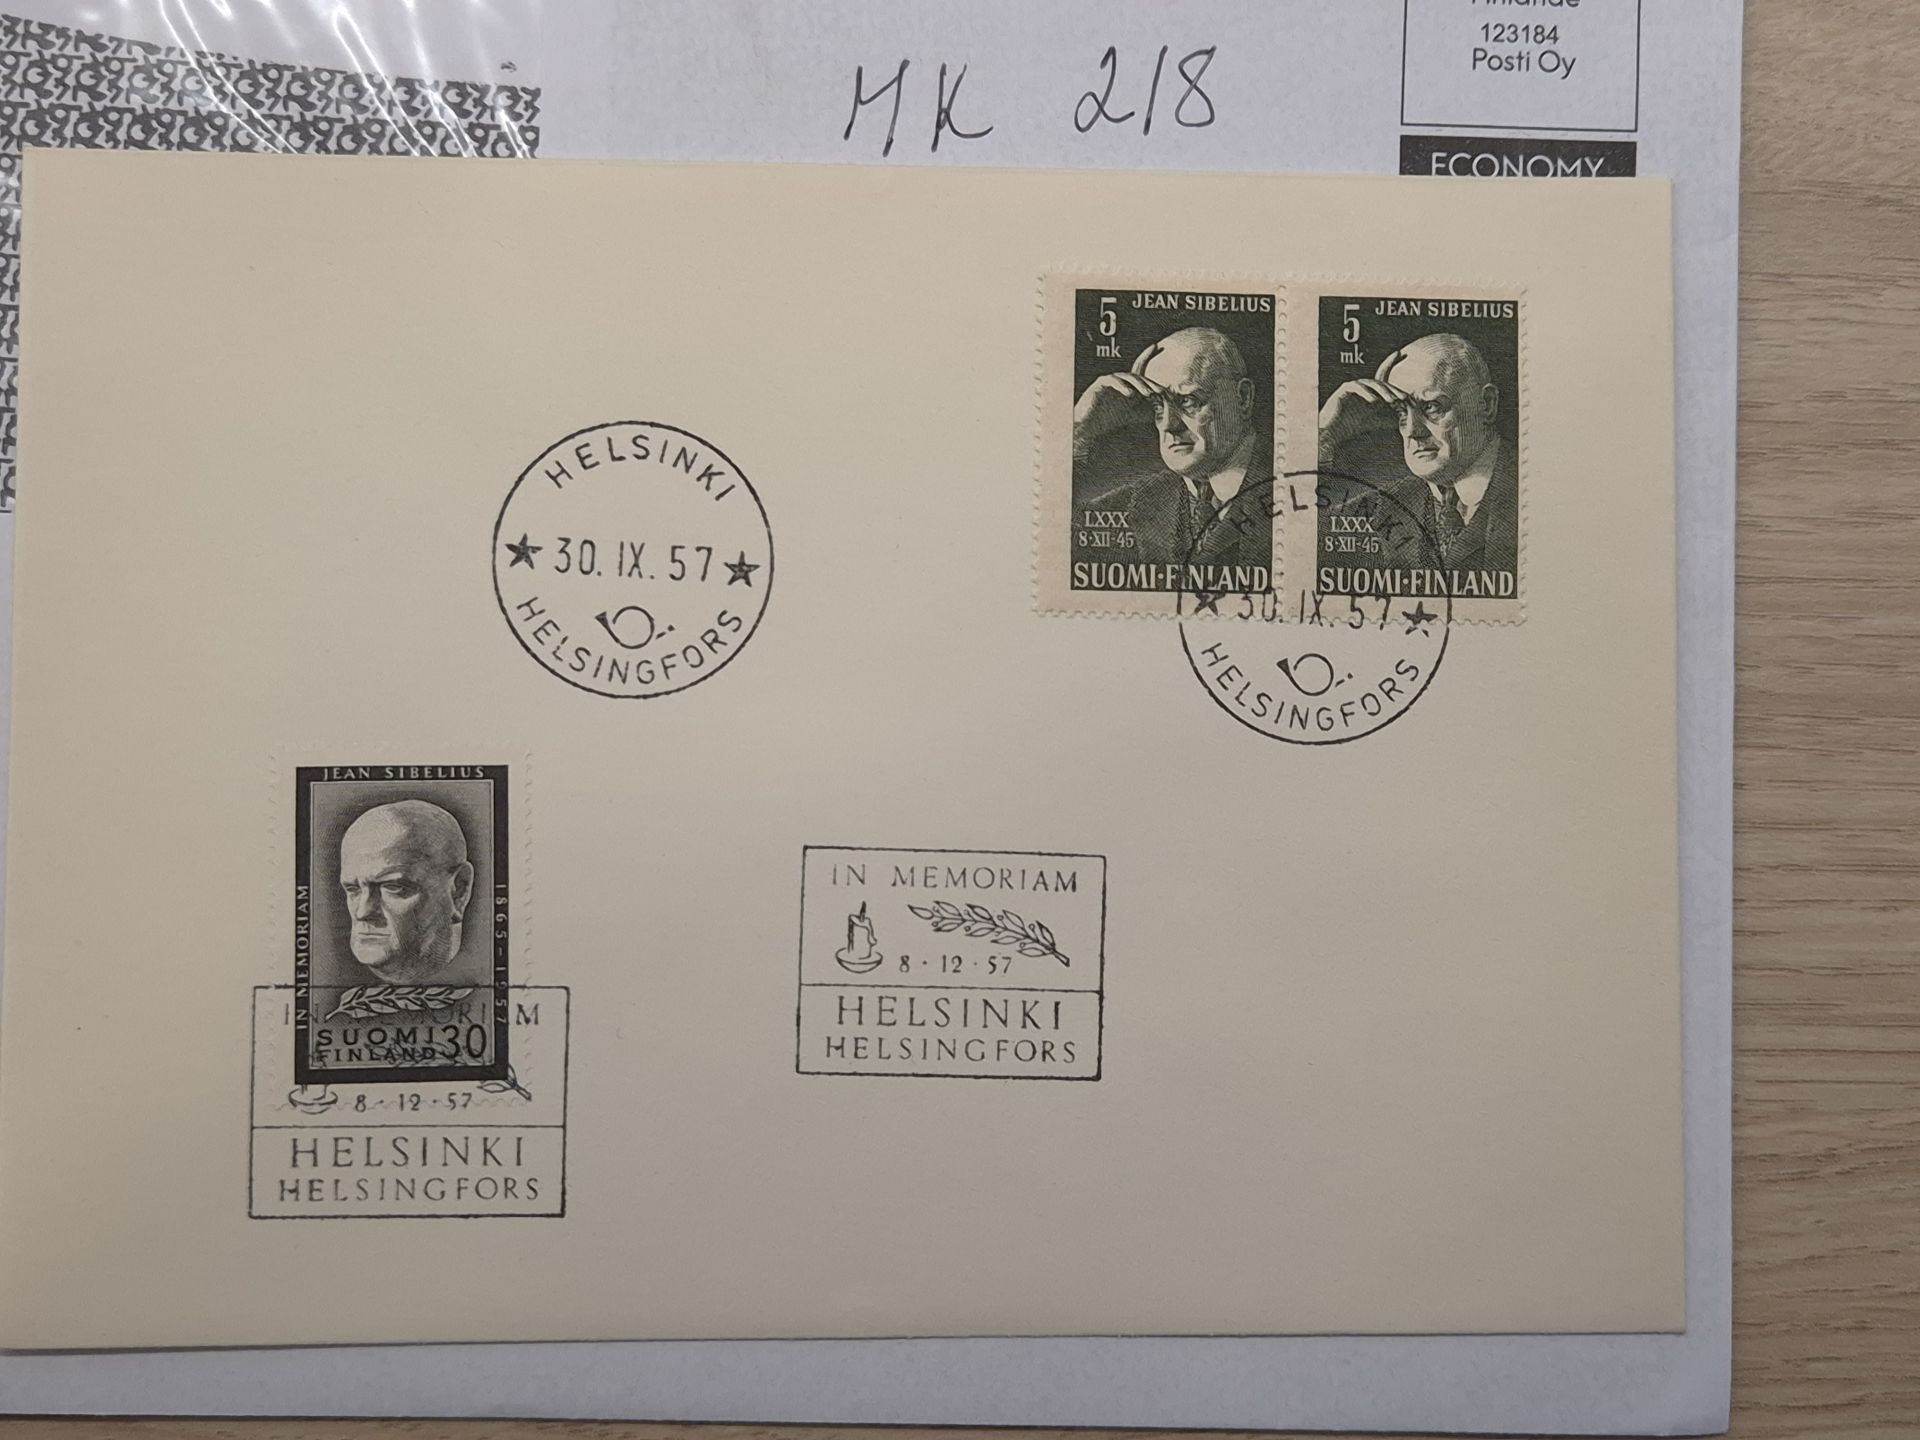 Finlande
123184
Posti Oy
ECONOMY
MK 218
5 JEAN SIBELIUS
mk
LXXX
8·XII·45
SUOMI·FINLAND
5 JEAN SIBELIUS
mk
LXXX
8·XII·45
SUOMI·FINLAND
HELSINKI
30. IX. 57
HELSINGFORS
HELSINKI
30. IX. 57
HELSINGFORS
JEAN SIBELIUS
IN MEMORIAM
1865-1957
SUOMI 30
FINLAND
IN MEMORIAM
8·12·57
HELSINKI
HELSINGFORS
IN MEMORIAM
8·12·57
HELSINKI
HELSINGFORS